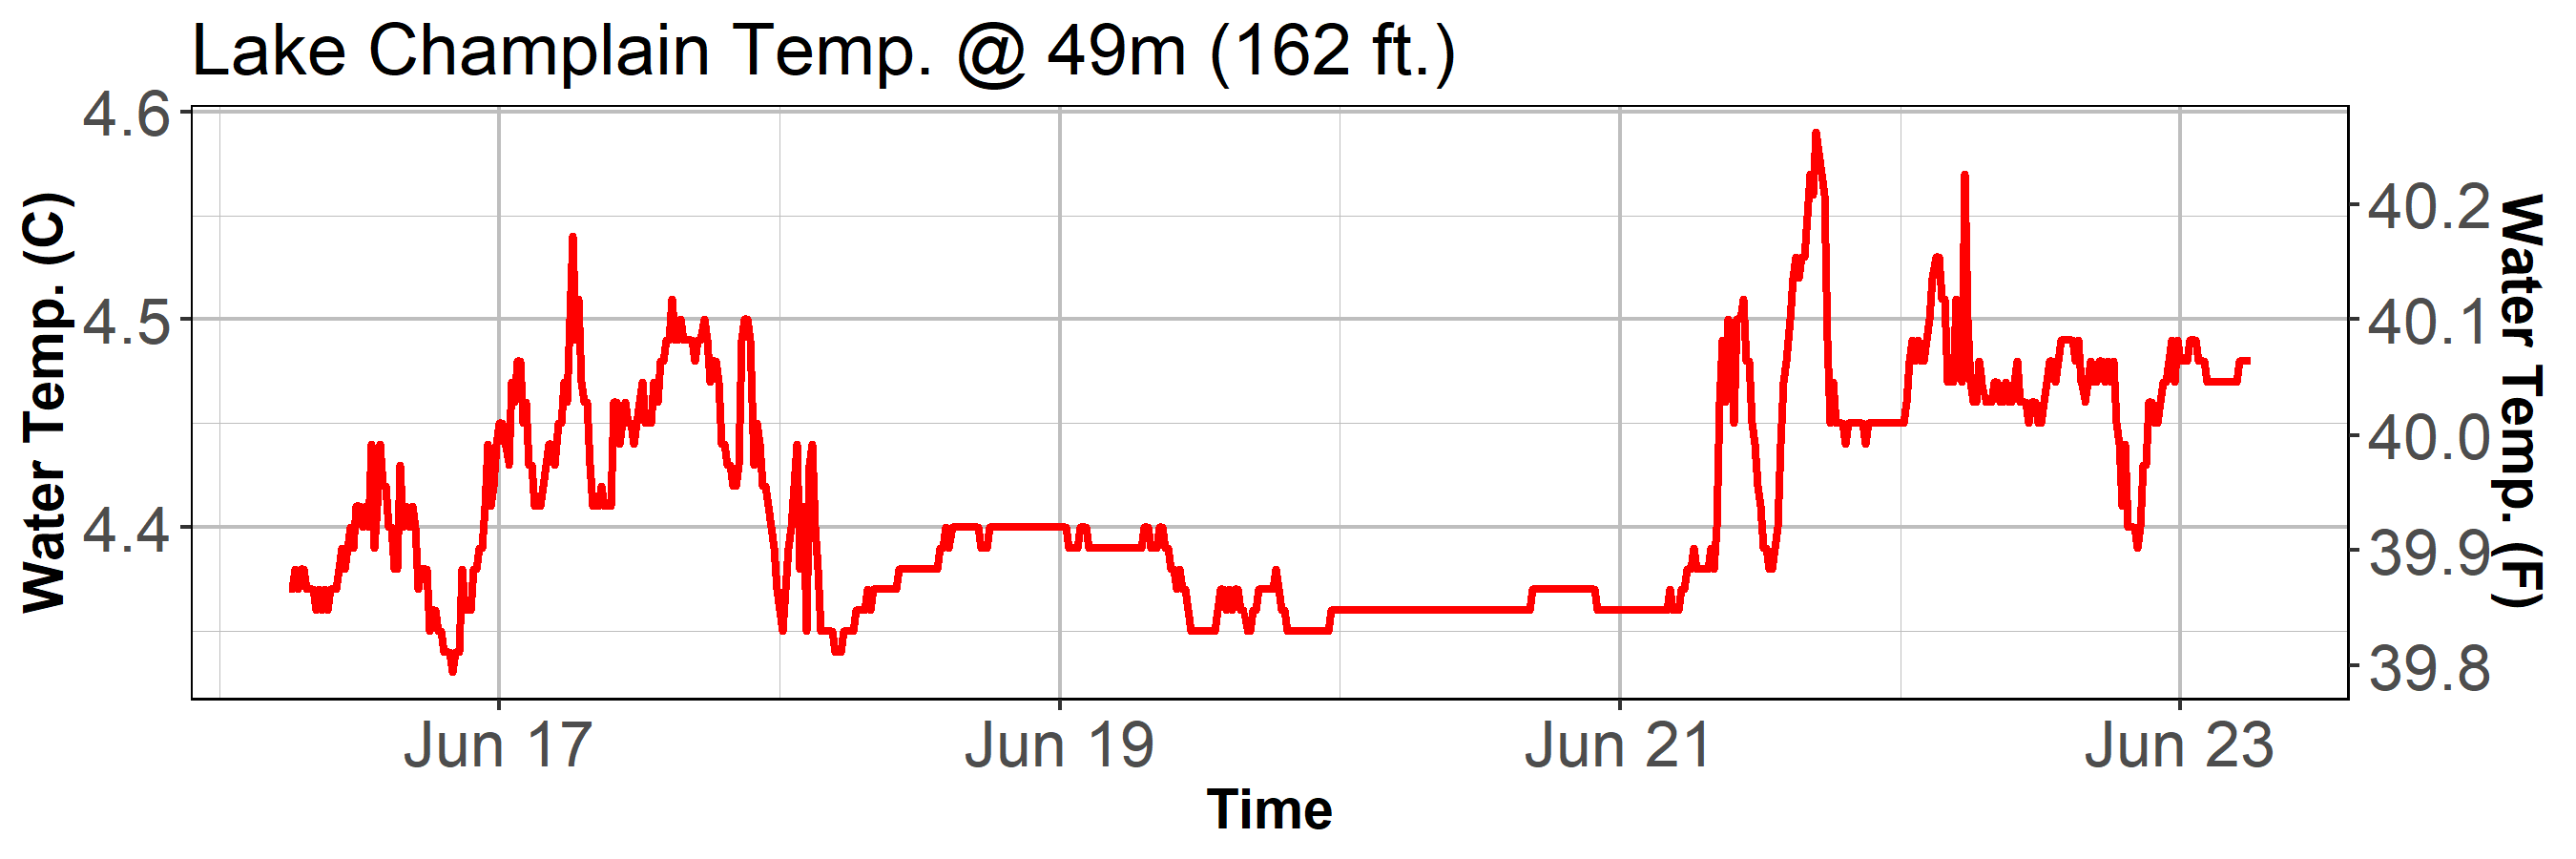 Lake Champlain Temp. @ 49m (162 ft.)
Water Temp. (C)
4.6
4.5
4.4
40.2
40.1
40.0
39.9
39.8
Water Temp. (F)
Jun 17 Jun 19 Jun 21 Jun 23
Time